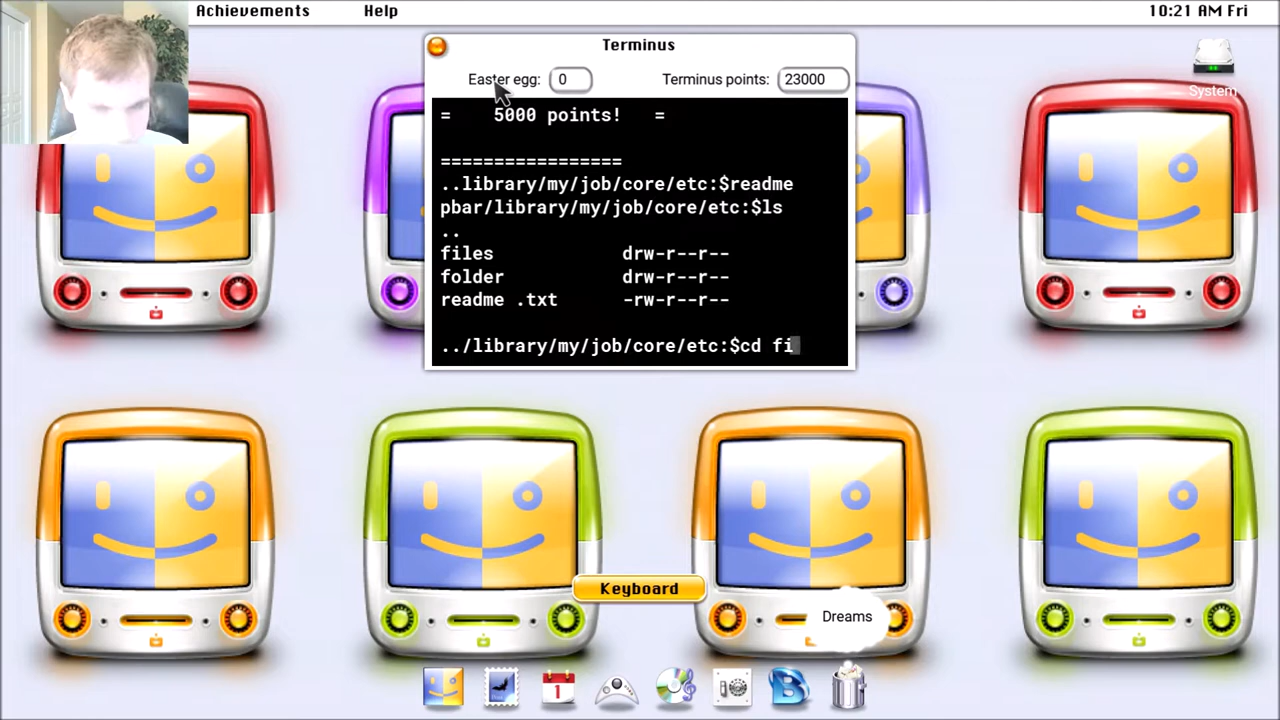 Achievements Help 10:21 AM Fri
Terminus
Easter egg: 0 Terminus points: 23000
System
= 5000 points! =
=================
..library/my/job/core/etc:$readme
pbar/library/my/job/core/etc:$ls
..
files drw-r--r--
folder drw-r--r--
readme .txt -rw-r--r--
../library/my/job/core/etc:$cd fi
Keyboard
Dreams
1
B